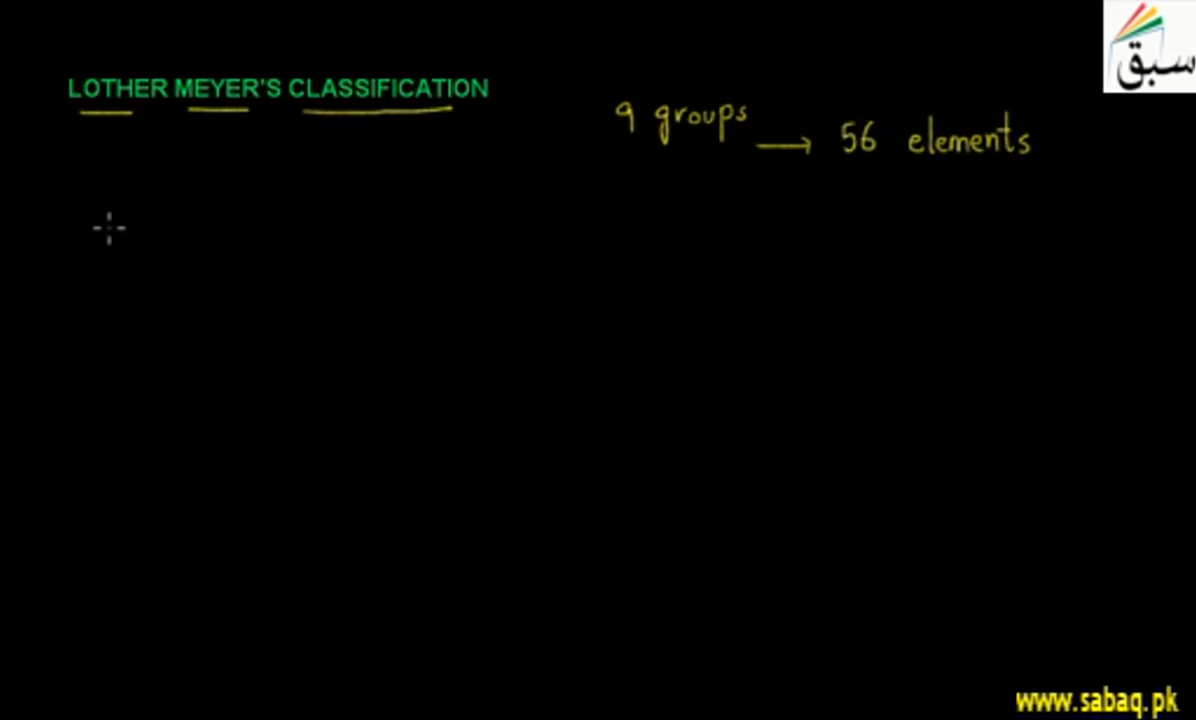 سبق
LOTHER MEYER'S CLASSIFICATION
9 groups → 56 elements
www.sabaq.pk